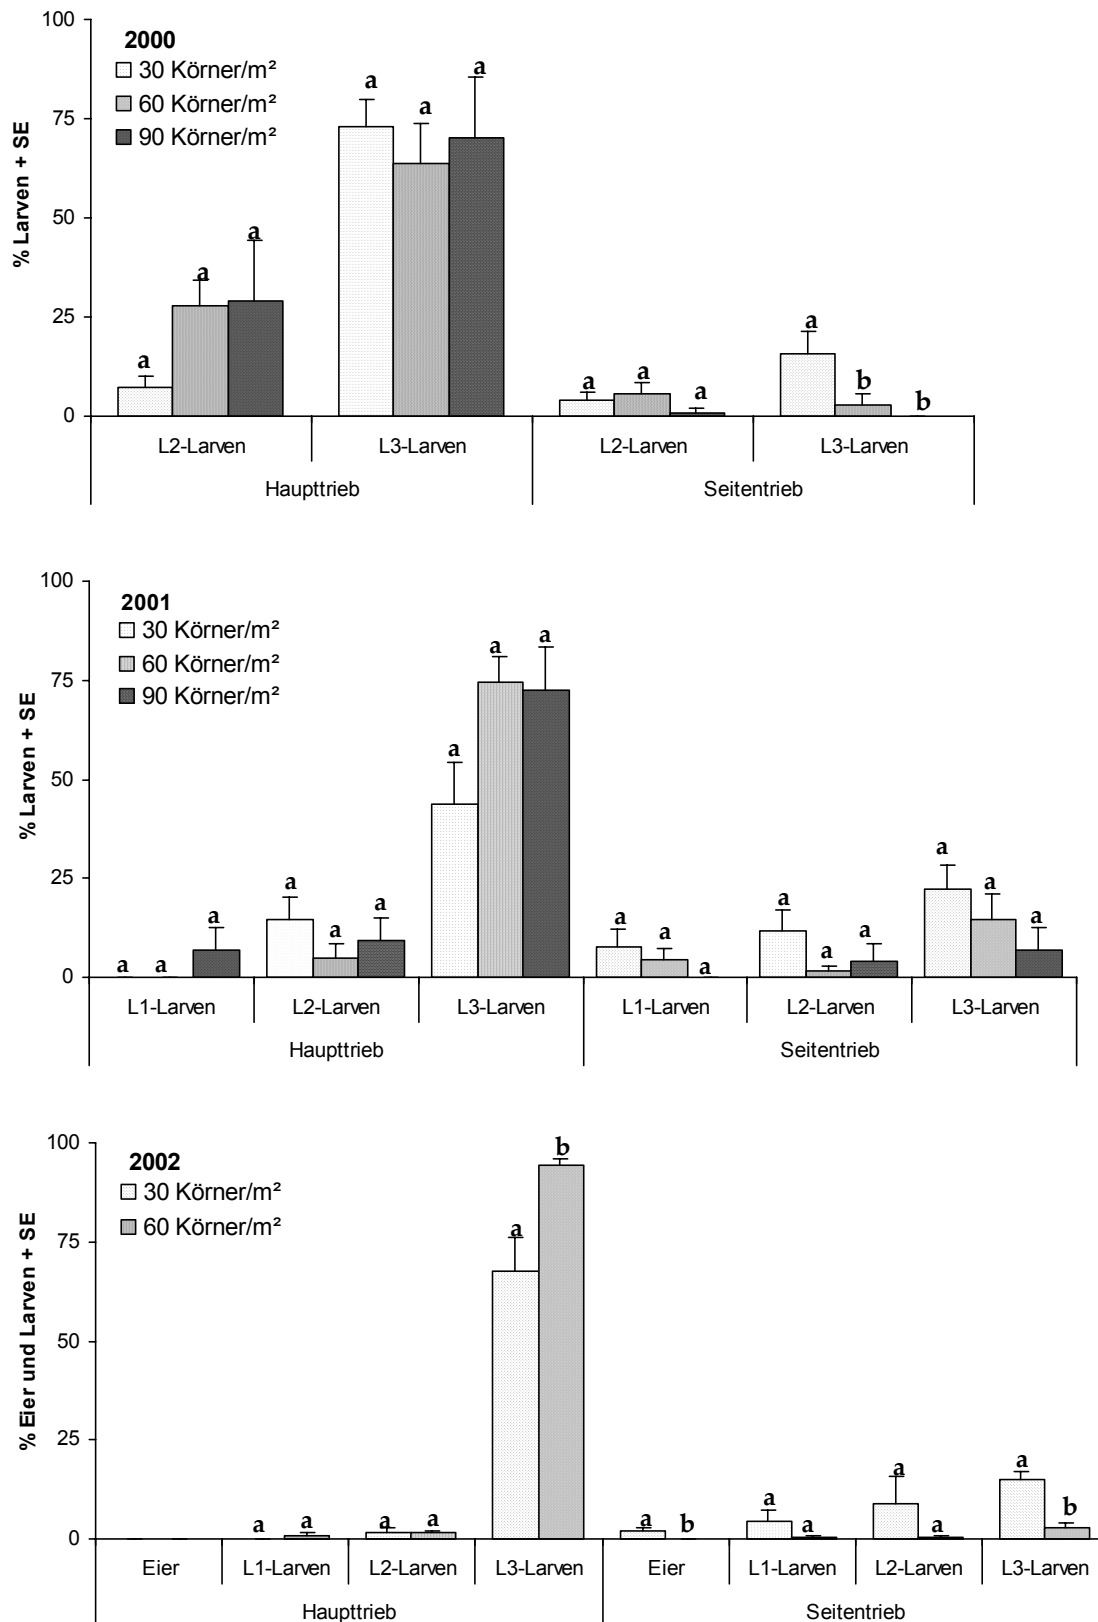 100
75
50
25
0
% Larven + SE
2000
30 Körner/m²
60 Körner/m²
90 Körner/m²
a a a a a a a a a a b b
L2-Larven L3-Larven L2-Larven L3-Larven
Haupttrieb Seitentrieb
100
75
50
25
0
% Larven + SE
2001
30 Körner/m²
60 Körner/m²
90 Körner/m²
a a a a a a a a a a a a a a a a a a
L1-Larven L2-Larven L3-Larven L1-Larven L2-Larven L3-Larven
Haupttrieb Seitentrieb
100
75
50
25
0
% Eier und Larven + SE
2002
30 Körner/m²
60 Körner/m²
a a a a a b a b a a a a a b
Eier L1-Larven L2-Larven L3-Larven Eier L1-Larven L2-Larven L3-Larven
Haupttrieb Seitentrieb